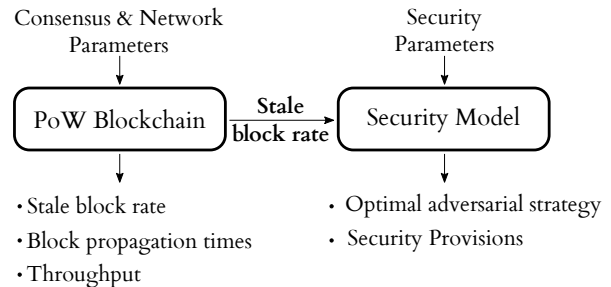 Consensus & Network
Parameters
Security
Parameters
PoW Blockchain
Stale
block rate
Security Model
• Stale block rate
• Block propagation times
• Throughput
• Optimal adversarial strategy
• Security Provisions